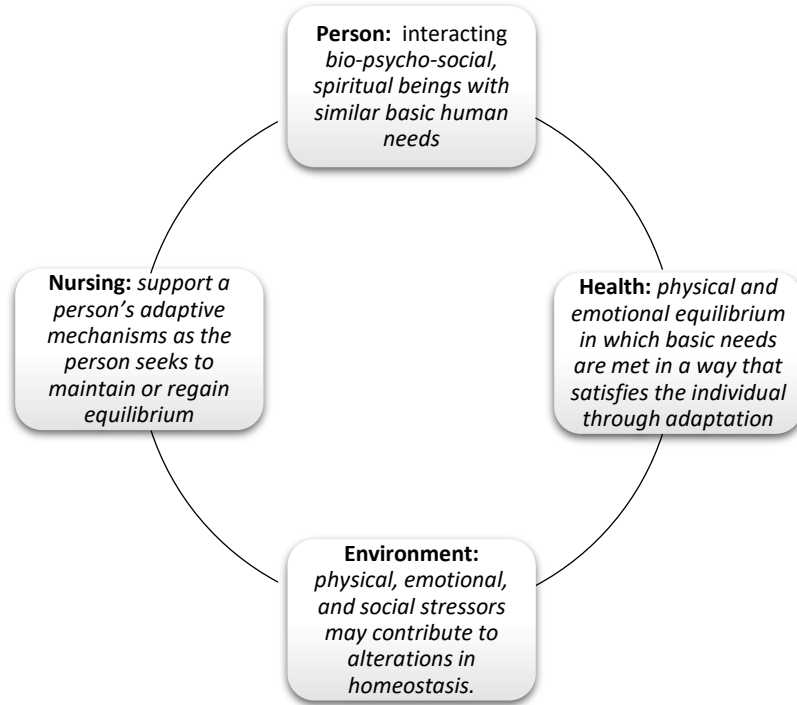 Person: interacting
bio-psycho-social,
spiritual beings with
similar basic human
needs
Nursing: support a
person's adaptive
mechanisms as the
person seeks to
maintain or regain
equilibrium
Health: physical and
emotional equilibrium
in which basic needs
are met in a way that
satisfies the individual
through adaptation
Environment:
physical, emotional,
and social stressors
may contribute to
alterations in
homeostasis.